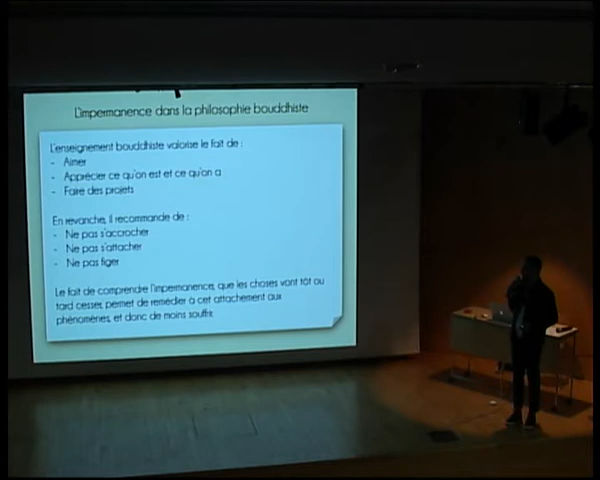 L'impermanence dans la philosophie bouddhiste
L'enseignement bouddhiste valorise le fait de :
- Aimer
- Apprécier ce qu'on est et ce qu'on a
- Faire des projets
En revanche, il recommande de :
- Ne pas s'accrocher
- Ne pas s'attacher
- Ne pas figer
Le fait de comprendre l'impermanence, que les choses vont tôt ou
tard cesser, permet de remédier à cet attachement aux
phénomènes, et donc de moins souffrir.